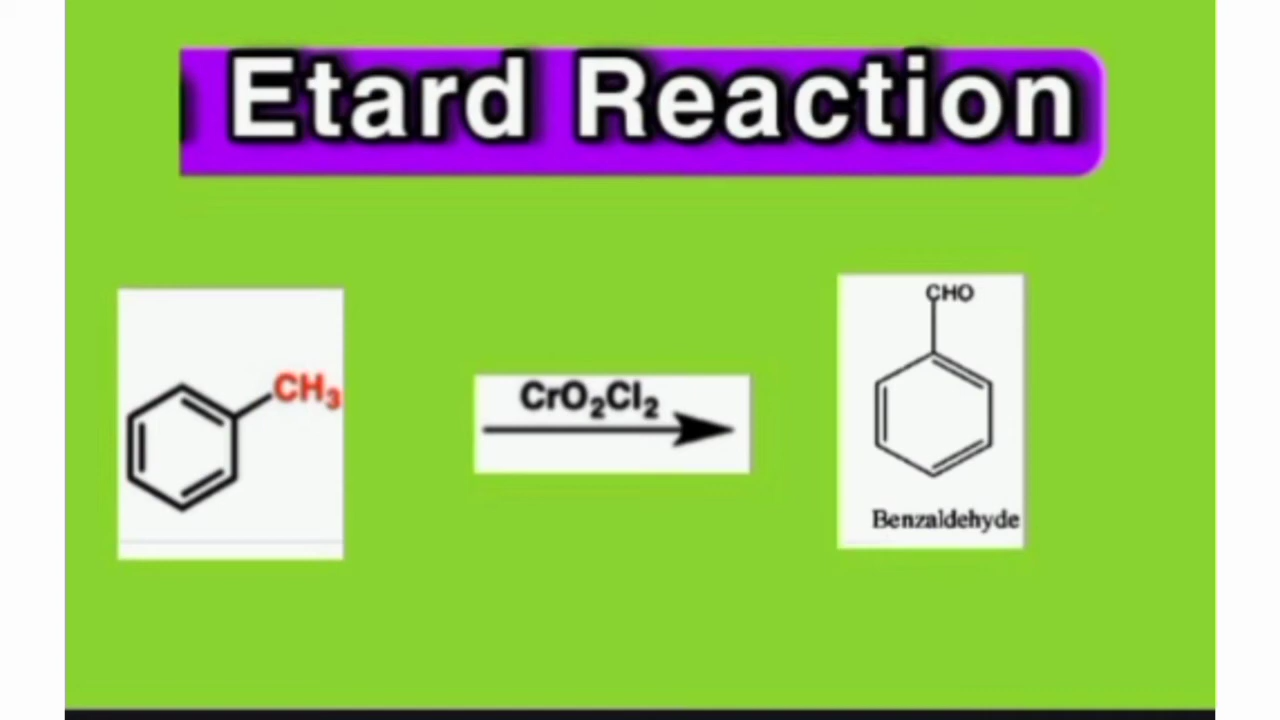 Etard Reaction
CH₃
CrO₂Cl₂
CHO
Benzaldehyde